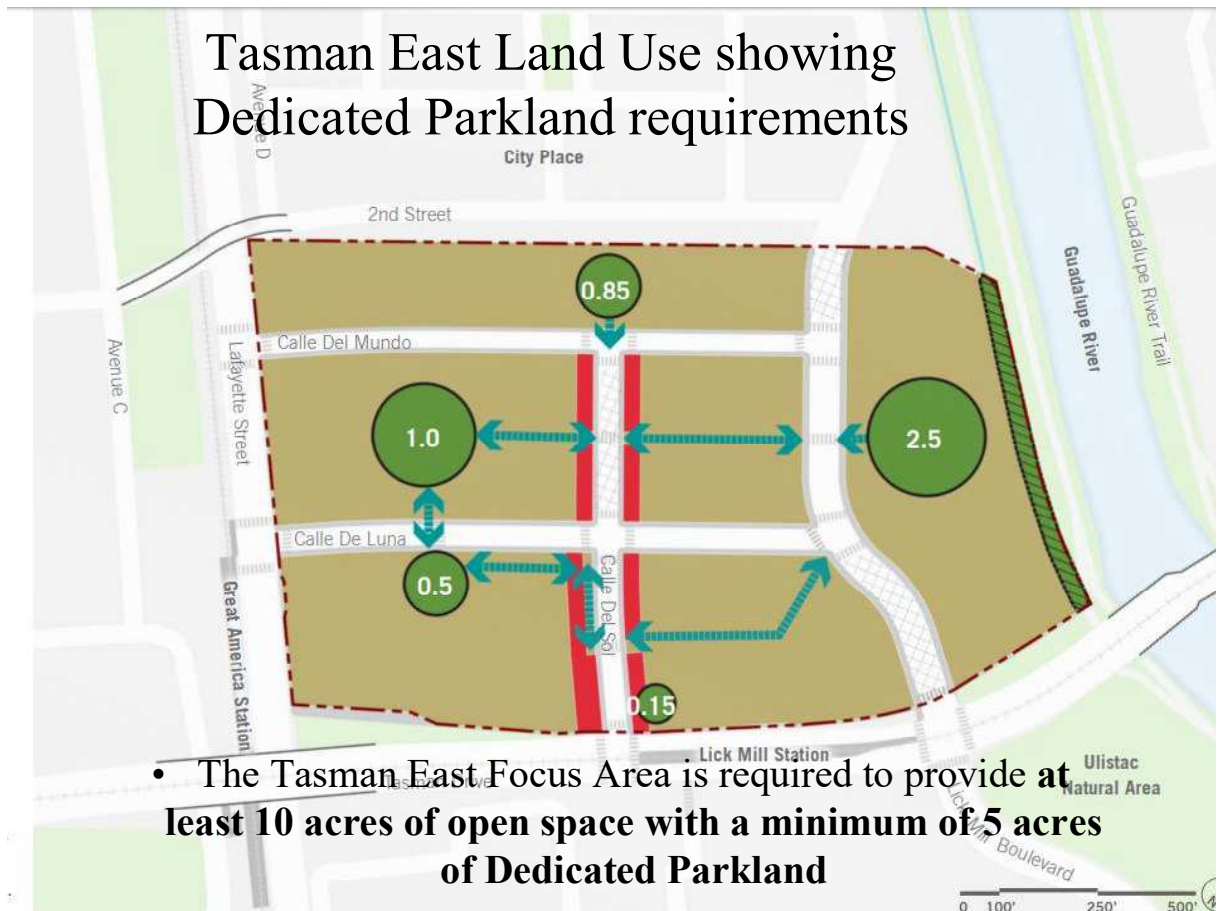 Tasman East Land Use showing
Dedicated Parkland requirements
Avenue D
City Place
2nd Street
Guadalupe River Trail
Guadalupe River
0.85
Calle Del Mundo
Avenue C
Lafayette Street
1.0
2.5
Calle De Luna
0.5
Calle Del Sol
Great America Station
0.15
Lick Mill Station
Ulistac
Natural Area
Tasman Drive
• The Tasman East Focus Area is required to provide at
least 10 acres of open space with a minimum of 5 acres
of Dedicated Parkland
Lick Mill Boulevard
0 100' 250' 500'
N